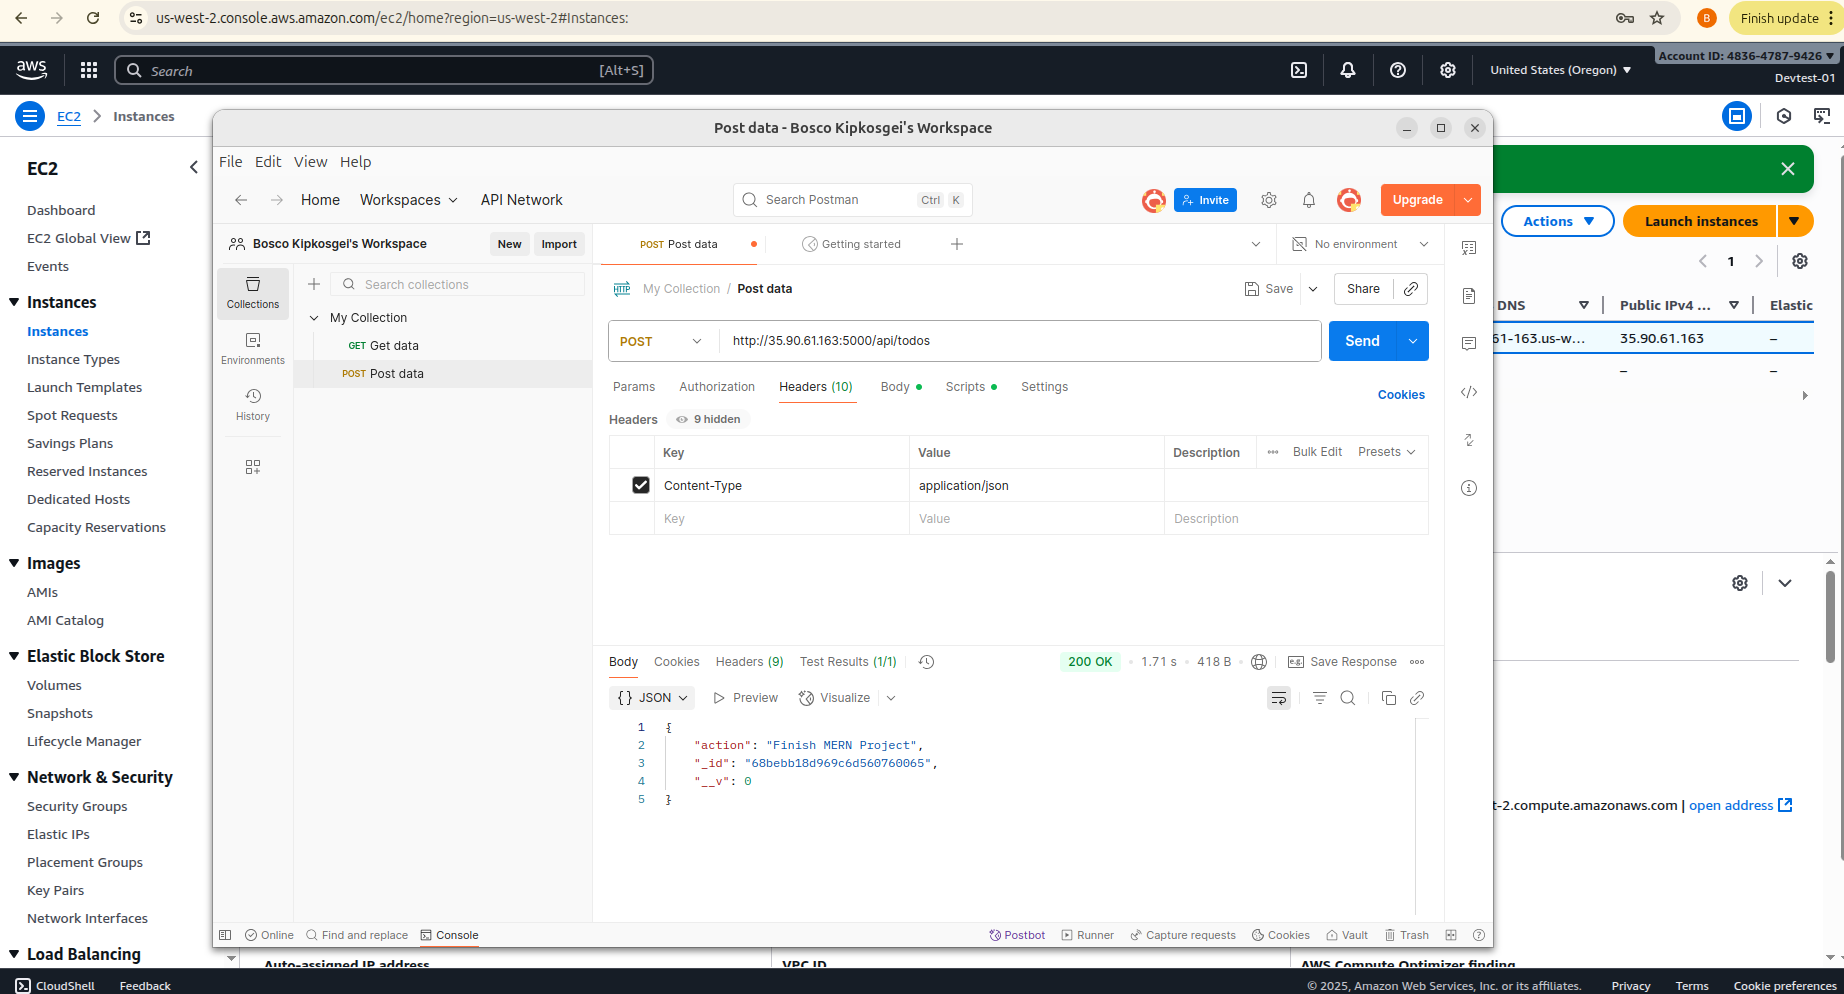 us-west-2.console.aws.amazon.com/ec2/home?region=us-west-2#Instances:
B
Finish update
aws
Search
[Alt+S]
United States (Oregon)
Account ID: 4836-4787-9426
Devtest-01
EC2
Instances
EC2
Dashboard
EC2 Global View
Events
Instances
Instances
Instance Types
Launch Templates
Spot Requests
Savings Plans
Reserved Instances
Dedicated Hosts
Capacity Reservations
Images
AMIs
AMI Catalog
Elastic Block Store
Volumes
Snapshots
Lifecycle Manager
Network & Security
Security Groups
Elastic IPs
Placement Groups
Key Pairs
Network Interfaces
Load Balancing
Post data - Bosco Kipkosgei's Workspace
File Edit View Help
Home Workspaces API Network
Search Postman Ctrl K
Invite
Upgrade
Bosco Kipkosgei's Workspace
New Import
Collections
Environments
History
Search collections
My Collection
GET Get data
POST Post data
POST Post data
Getting started
No environment
HTTP My Collection / Post data
Save
Share
POST
http://35.90.61.163:5000/api/todos
Send
Params Authorization Headers (10) Body Scripts Settings
Cookies
Headers 9 hidden
Key Value Description ••• Bulk Edit Presets
Content-Type application/json
Key Value Description
Body Cookies Headers (9) Test Results (1/1)
200 OK • 1.71 s • 418 B •
e.g. Save Response •••
{} JSON Preview Visualize
1 {
2 "action": "Finish MERN Project",
3 "_id": "68bebb18d969c6d560760065",
4 "__v": 0
5 }
Online Find and replace Console
Postbot Runner Capture requests Cookies Vault Trash
Actions
Launch instances
1
DNS Public IPv4 ... Elastic
61-163.us-w... 35.90.61.163 –
– –
t-2.compute.amazonaws.com | open address
Auto-assigned IP address VPC ID AWS Compute Optimizer finding
CloudShell Feedback
© 2025, Amazon Web Services, Inc. or its affiliates. Privacy Terms Cookie preferences